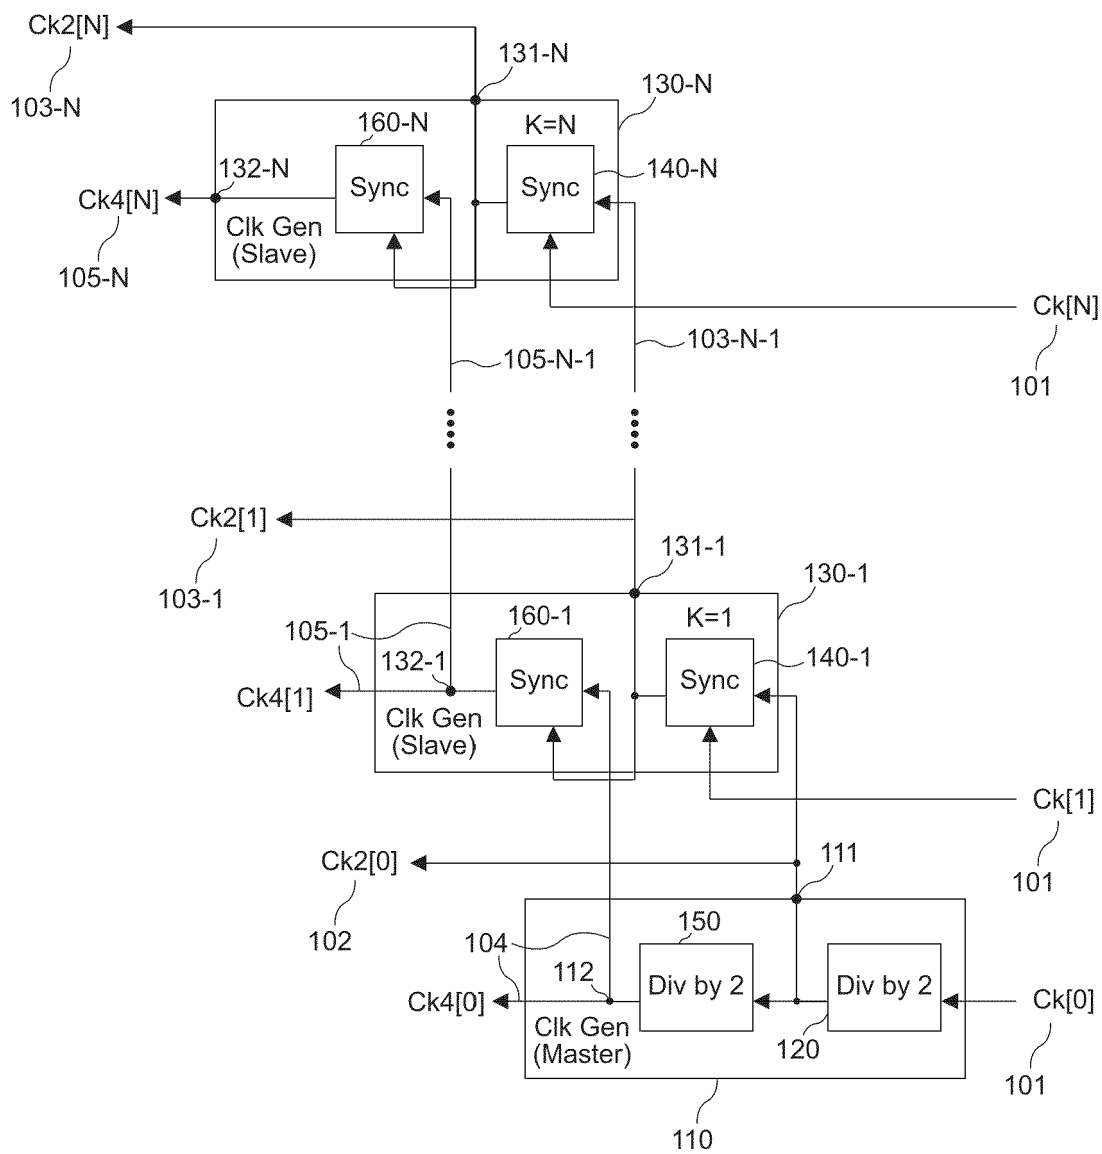 Ck2[N]
131-N
130-N
103-N
160-N
K=N
140-N
132-N
Sync
Sync
Ck4[N]
Clk Gen
(Slave)
105-N
Ck[N]
105-N-1
103-N-1
101
Ck2[1]
131-1
103-1
130-1
160-1
K=1
105-1
132-1
140-1
Sync
Sync
Ck4[1]
Clk Gen
(Slave)
Ck[1]
Ck2[0]
111
101
102
104
150
112
Div by 2
Div by 2
Ck4[0]
Ck[0]
Clk Gen
(Master)
120
101
110